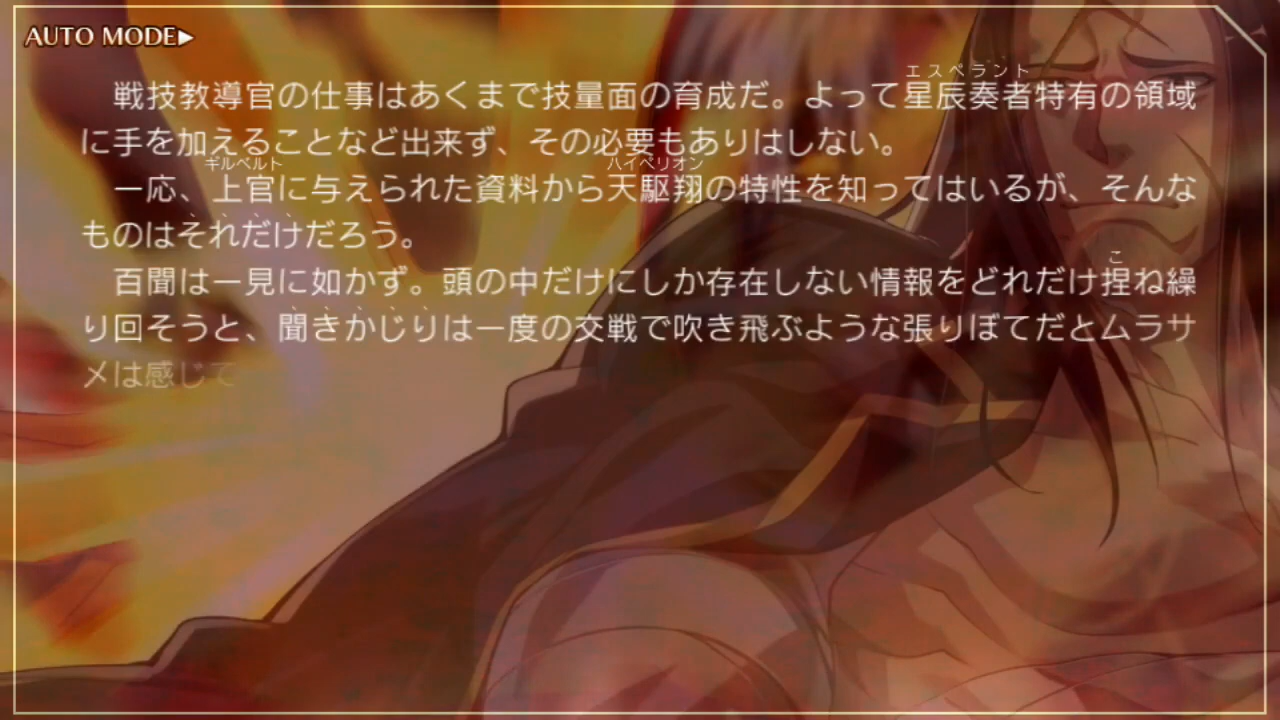 AUTO MODE▶
エスペラント
戦技教導官の仕事はあくまで技量面の育成だ。よって星辰奏者特有の領域
に手を加えることなど出来ず、その必要もありはしない。
ギルベルト ハイペリオン
一応、上官に与えられた資料から天駆翔の特性を知ってはいるが、そんな
ものはそれだけだろう。
こ
百聞は一見に如かず。頭の中だけにしか存在しない情報をどれだけ捏ね繰
り回そうと、聞きかじりは一度の交戦で吹き飛ぶような張りぼてだとムラサ
メは感じて